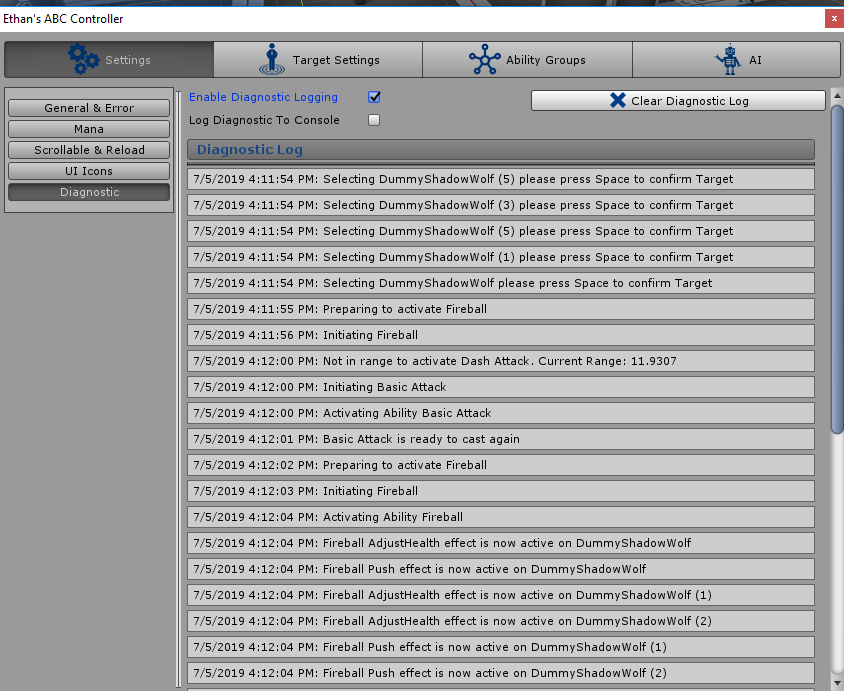 Ethan's ABC Controller
x
Settings
Target Settings
Ability Groups
AI
General & Error
Mana
Scrollable & Reload
UI Icons
Diagnostic
Enable Diagnostic Logging
Clear Diagnostic Log
Log Diagnostic To Console
Diagnostic Log
7/5/2019 4:11:54 PM: Selecting DummyShadowWolf (5) please press Space to confirm Target
7/5/2019 4:11:54 PM: Selecting DummyShadowWolf (3) please press Space to confirm Target
7/5/2019 4:11:54 PM: Selecting DummyShadowWolf (5) please press Space to confirm Target
7/5/2019 4:11:54 PM: Selecting DummyShadowWolf (1) please press Space to confirm Target
7/5/2019 4:11:54 PM: Selecting DummyShadowWolf please press Space to confirm Target
7/5/2019 4:11:55 PM: Preparing to activate Fireball
7/5/2019 4:11:56 PM: Initiating Fireball
7/5/2019 4:12:00 PM: Not in range to activate Dash Attack. Current Range: 11.9307
7/5/2019 4:12:00 PM: Initiating Basic Attack
7/5/2019 4:12:00 PM: Activating Ability Basic Attack
7/5/2019 4:12:01 PM: Basic Attack is ready to cast again
7/5/2019 4:12:02 PM: Preparing to activate Fireball
7/5/2019 4:12:03 PM: Initiating Fireball
7/5/2019 4:12:04 PM: Activating Ability Fireball
7/5/2019 4:12:04 PM: Fireball AdjustHealth effect is now active on DummyShadowWolf
7/5/2019 4:12:04 PM: Fireball Push effect is now active on DummyShadowWolf
7/5/2019 4:12:04 PM: Fireball AdjustHealth effect is now active on DummyShadowWolf (1)
7/5/2019 4:12:04 PM: Fireball AdjustHealth effect is now active on DummyShadowWolf (2)
7/5/2019 4:12:04 PM: Fireball Push effect is now active on DummyShadowWolf (1)
7/5/2019 4:12:04 PM: Fireball Push effect is now active on DummyShadowWolf (2)